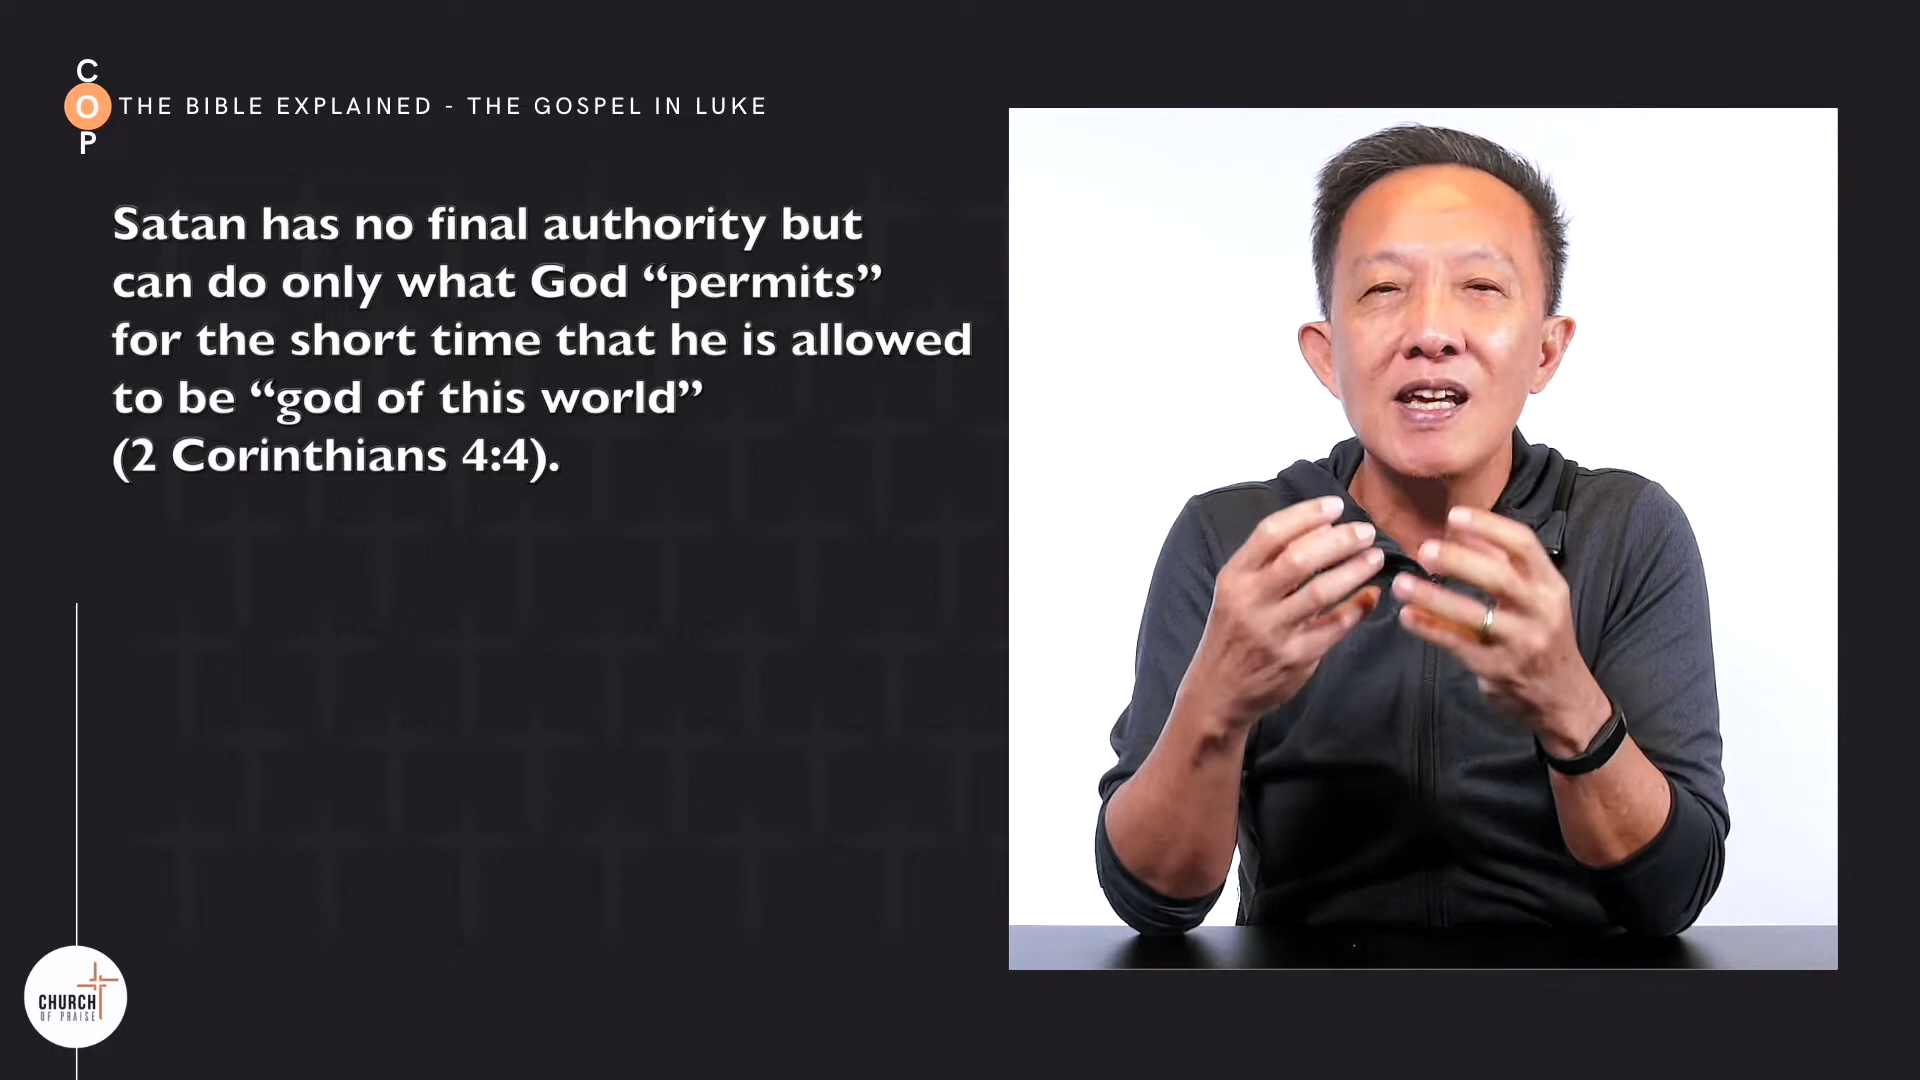 C
O
P
THE BIBLE EXPLAINED - THE GOSPEL IN LUKE
Satan has no final authority but
can do only what God “permits”
for the short time that he is allowed
to be “god of this world”
(2 Corinthians 4:4).
CHURCH
OF PRAISE